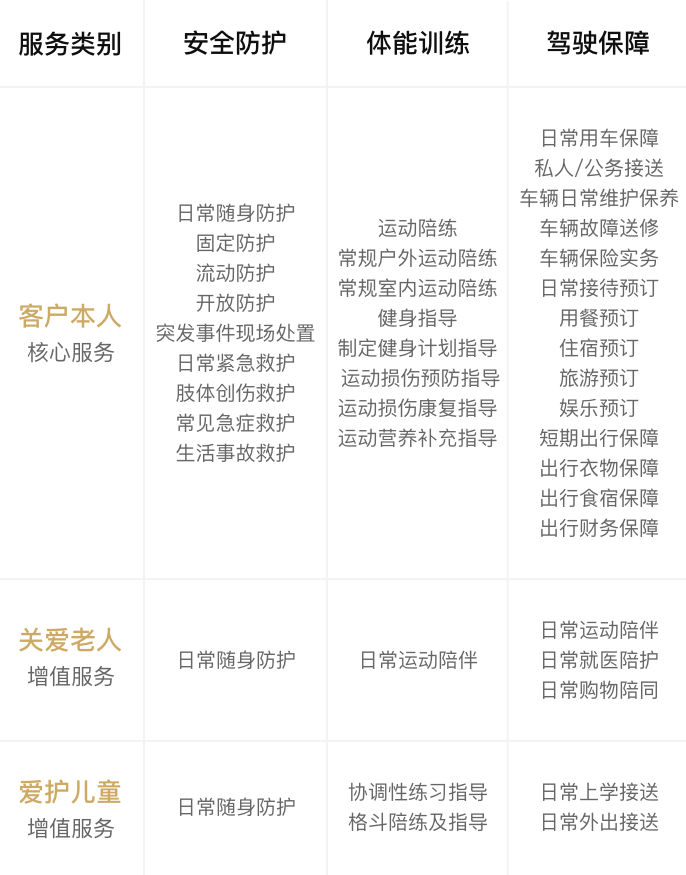 服务类别
安全防护
体能训练
驾驶保障
客户本人
核心服务
日常随身防护
固定防护
流动防护
开放防护
突发事件现场处置
日常紧急救护
肢体创伤救护
常见急症救护
生活事故救护
运动陪练
常规户外运动陪练
常规室内运动陪练
健身指导
制定健身计划指导
运动损伤预防指导
运动损伤康复指导
运动营养补充指导
日常用车保障
私人/公务接送
车辆日常维护保养
车辆故障送修
车辆保险实务
日常接待预订
用餐预订
住宿预订
旅游预订
娱乐预订
短期出行保障
出行衣物保障
出行食宿保障
出行财务保障
关爱老人
增值服务
日常随身防护
日常运动陪伴
日常运动陪伴
日常就医陪护
日常购物陪同
爱护儿童
增值服务
日常随身防护
协调性练习指导
格斗陪练及指导
日常上学接送
日常外出接送